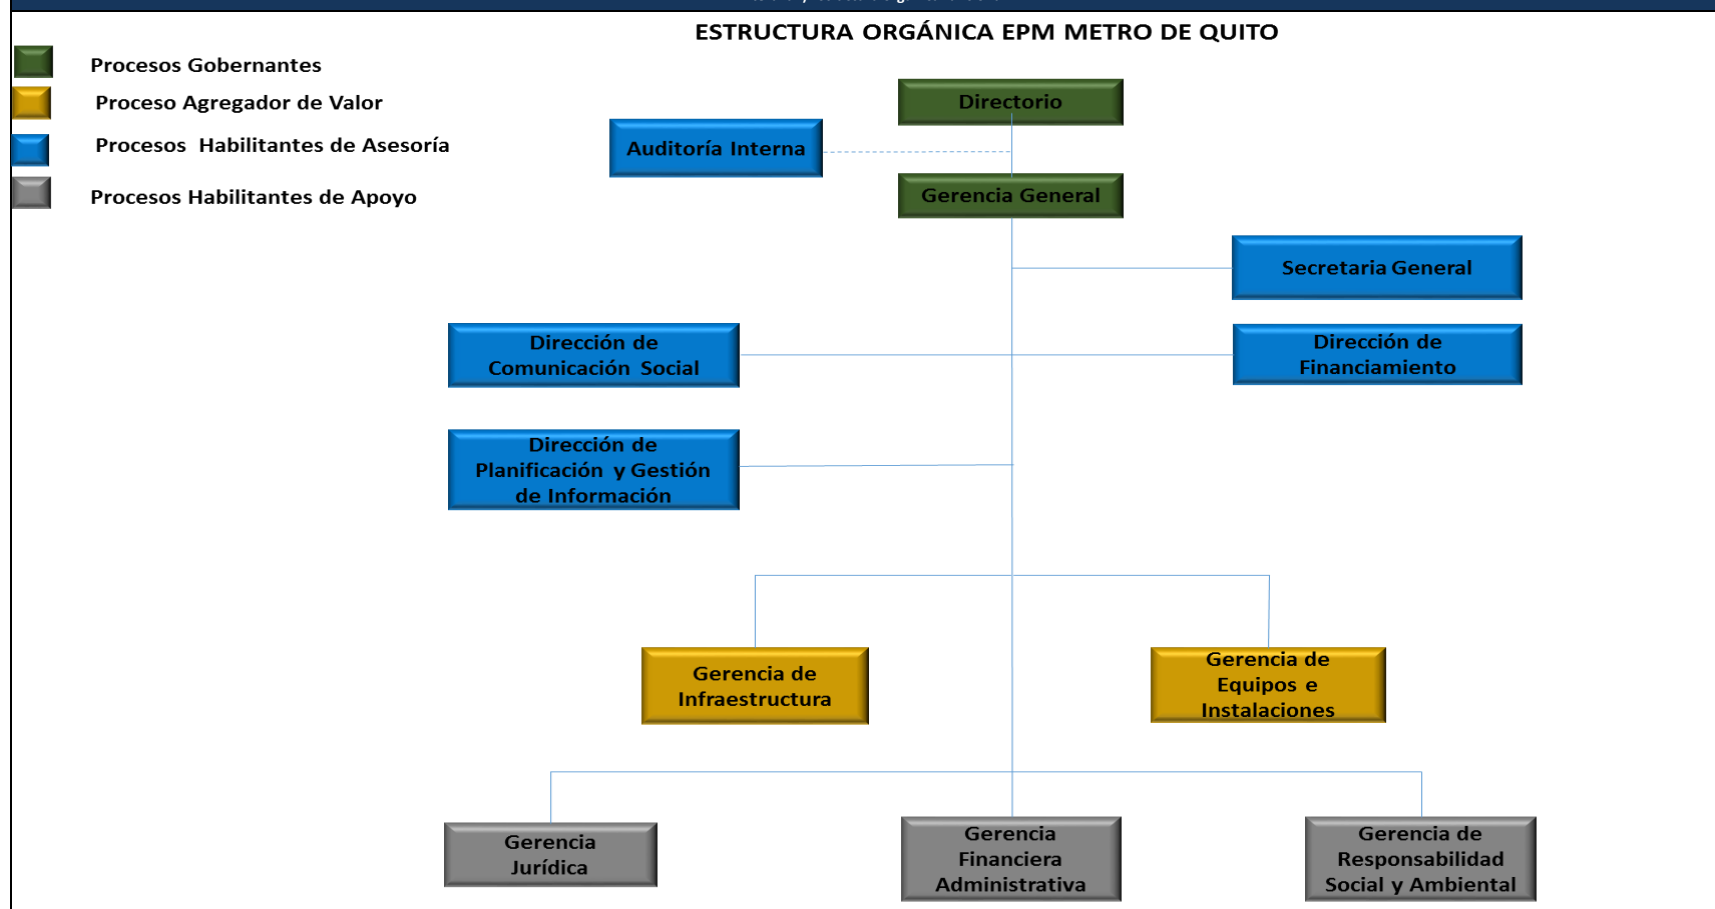 ESTRUCTURA ORGÁNICA EPM METRO DE QUITO
Procesos Gobernantes
Proceso Agregador de Valor
Procesos Habilitantes de Asesoría
Procesos Habilitantes de Apoyo
Directorio
Auditoría Interna
Gerencia General
Secretaria General
Dirección de
Comunicación Social
Dirección de
Financiamiento
Dirección de
Planificación y Gestión
de Información
Gerencia de
Infraestructura
Gerencia de
Equipos e
Instalaciones
Gerencia
Jurídica
Gerencia
Financiera
Administrativa
Gerencia de
Responsabilidad
Social y Ambiental